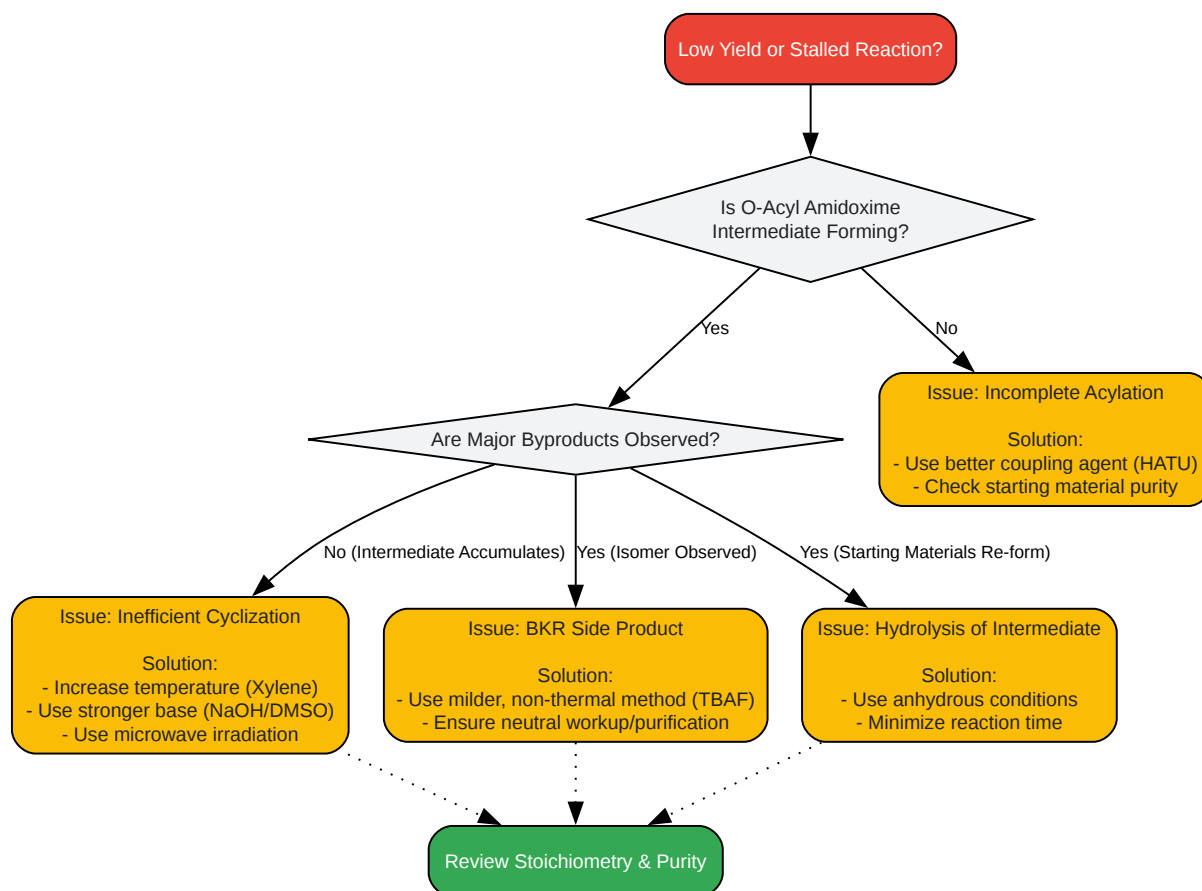 Low Yield or Stalled Reaction?
Is O-Acyl Amidoxime
Intermediate Forming?
Yes
No
Issue: Incomplete Acylation
Solution:
- Use better coupling agent (HATU)
- Check starting material purity
Are Major Byproducts Observed?
No (Intermediate Accumulates)
Yes (Isomer Observed)
Yes (Starting Materials Re-form)
Issue: Inefficient Cyclization
Solution:
- Increase temperature (Xylene)
- Use stronger base (NaOH/DMSO)
- Use microwave irradiation
Issue: BKR Side Product
Solution:
- Use milder, non-thermal method (TBAF)
- Ensure neutral workup/purification
Issue: Hydrolysis of Intermediate
Solution:
- Use anhydrous conditions
- Minimize reaction time
Review Stoichiometry & Purity